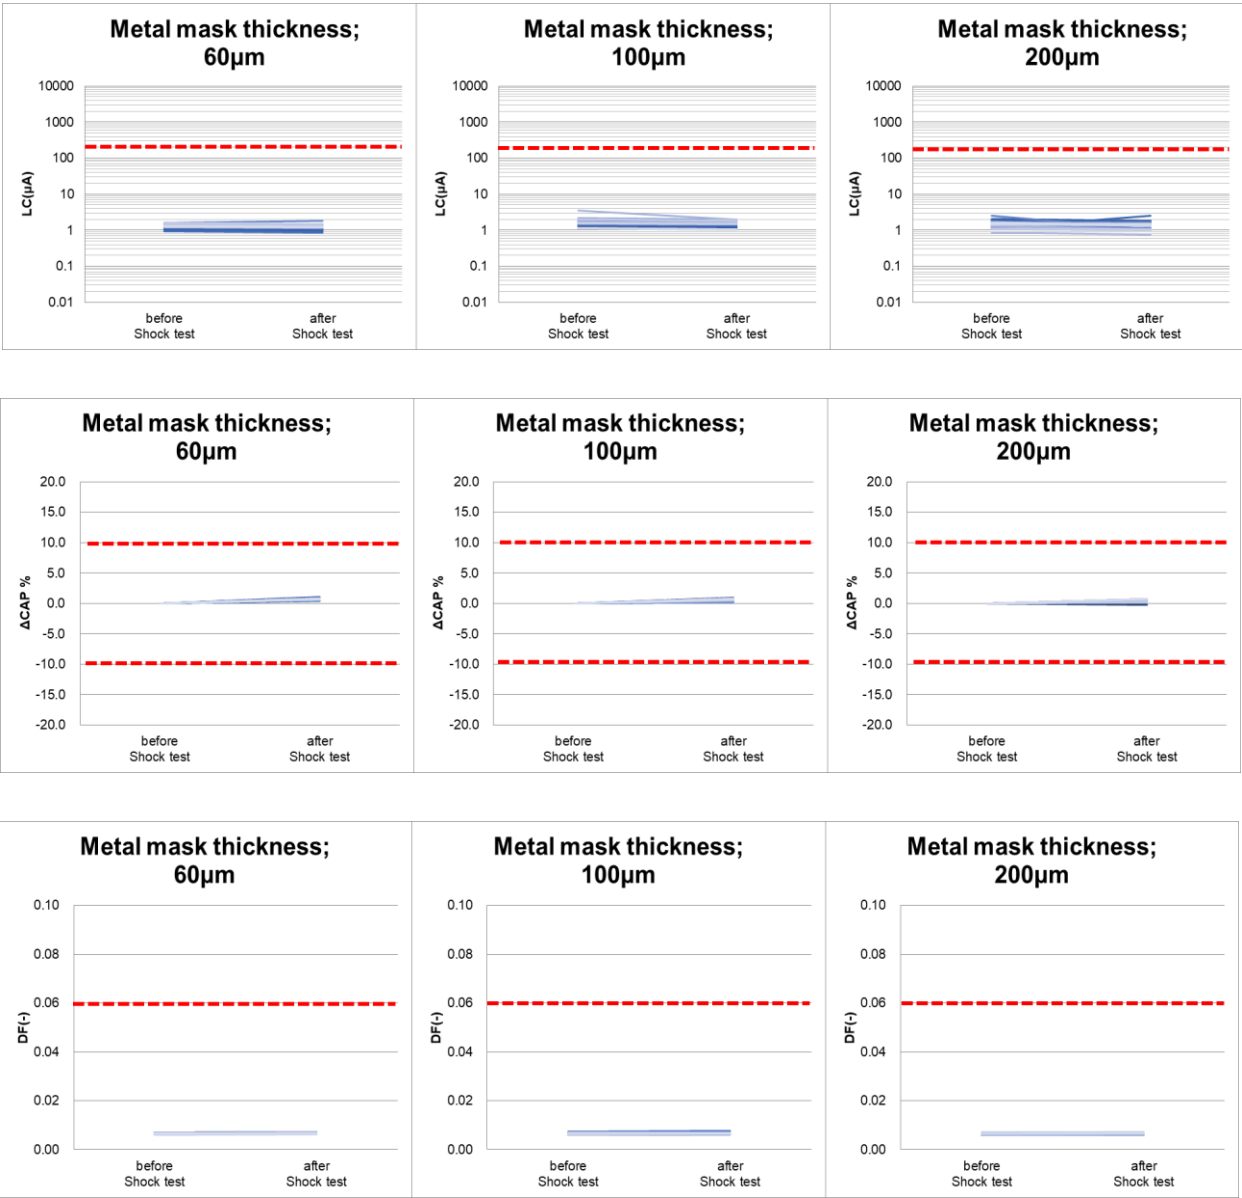 Metal mask thickness;
60μm
10000
1000
100
10
1
0.1
0.01
LC(μA)
before
Shock test
after
Shock test
Metal mask thickness;
100μm
10000
1000
100
10
1
0.1
0.01
LC(μA)
before
Shock test
after
Shock test
Metal mask thickness;
200μm
10000
1000
100
10
1
0.1
0.01
LC(μA)
before
Shock test
after
Shock test
Metal mask thickness;
60μm
20.0
15.0
10.0
5.0
0.0
-5.0
-10.0
-15.0
-20.0
ΔCAP %
before
Shock test
after
Shock test
Metal mask thickness;
100μm
20.0
15.0
10.0
5.0
0.0
-5.0
-10.0
-15.0
-20.0
ΔCAP %
before
Shock test
after
Shock test
Metal mask thickness;
200μm
20.0
15.0
10.0
5.0
0.0
-5.0
-10.0
-15.0
-20.0
ΔCAP %
before
Shock test
after
Shock test
Metal mask thickness;
60μm
0.10
0.08
0.06
0.04
0.02
0.00
DF(-)
before
Shock test
after
Shock test
Metal mask thickness;
100μm
0.10
0.08
0.06
0.04
0.02
0.00
DF(-)
before
Shock test
after
Shock test
Metal mask thickness;
200μm
0.10
0.08
0.06
0.04
0.02
0.00
DF(-)
before
Shock test
after
Shock test